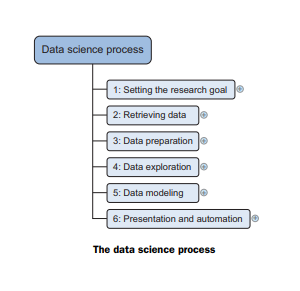 Data science process
1: Setting the research goal
2: Retrieving data
3: Data preparation
4: Data exploration
5: Data modeling
6: Presentation and automation
The data science process